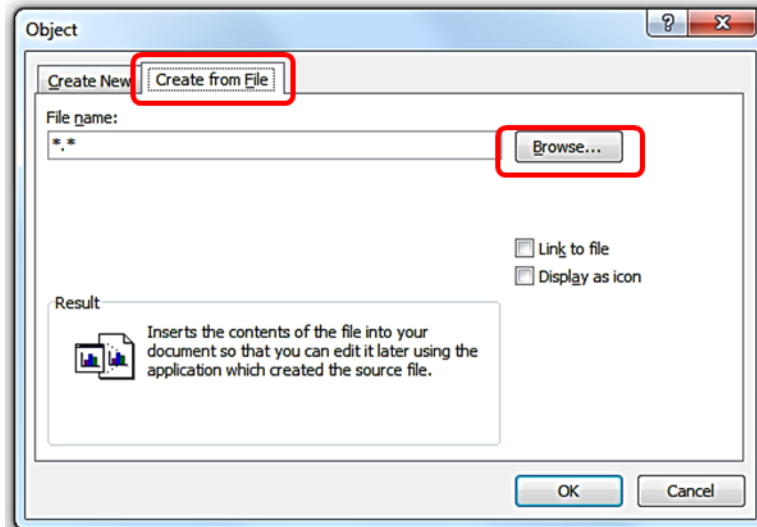 Object
Create New
Create from File
File name:
*.*
Browse...
Link to file
Display as icon
Result
Inserts the contents of the file into your
document so that you can edit it later using the
application which created the source file.
OK
Cancel